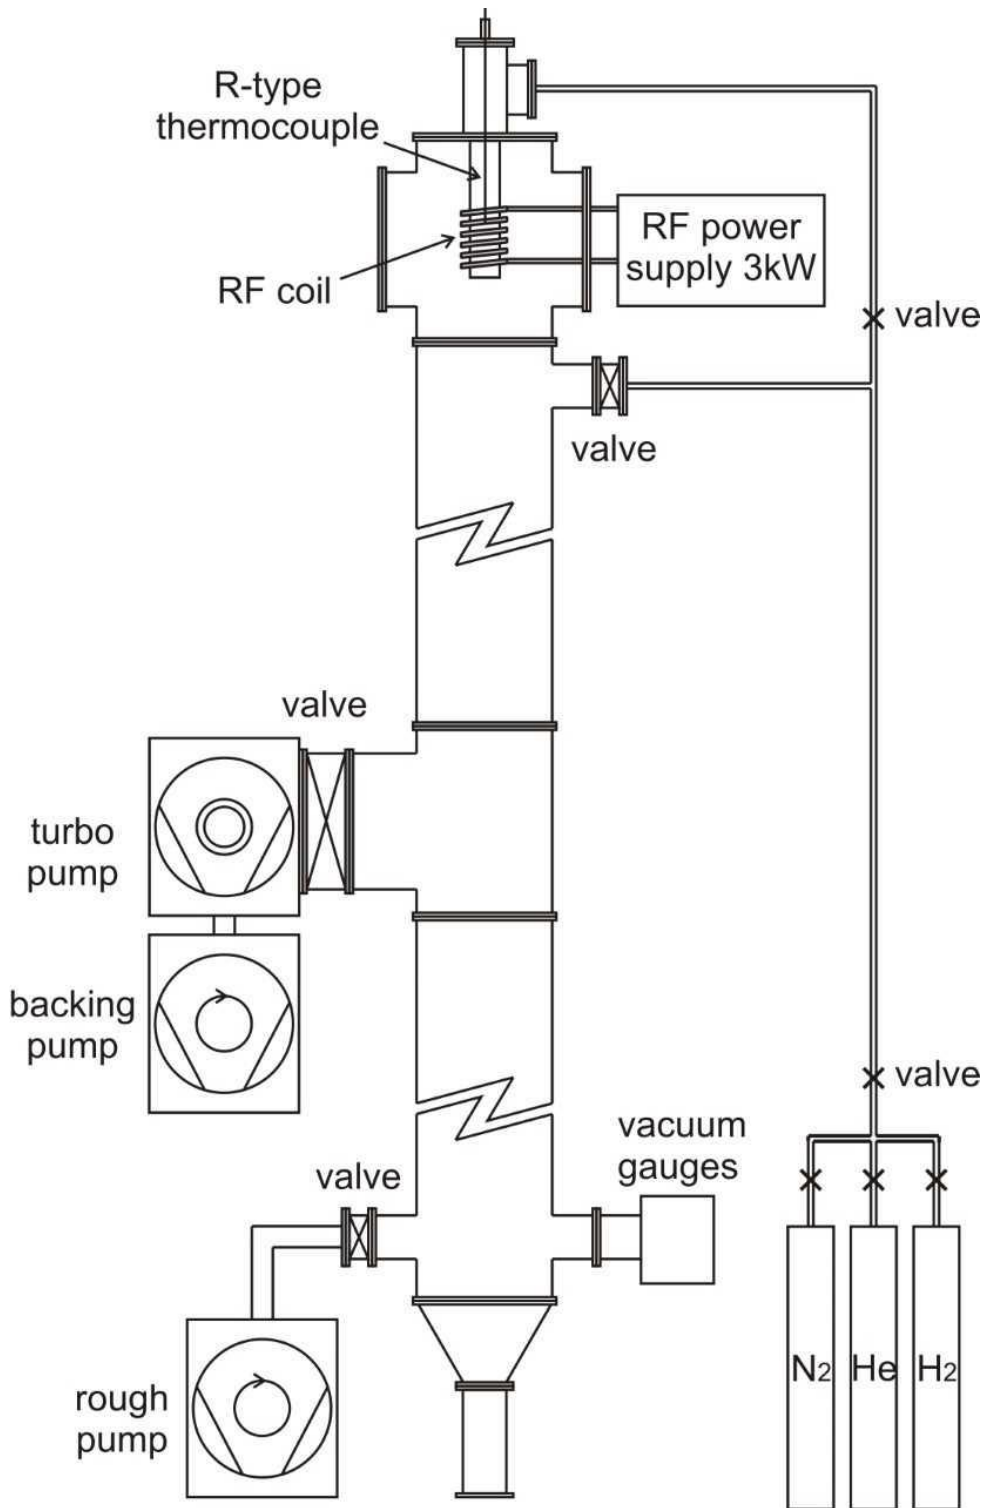 R-type
thermocouple
RF coil
RF power
supply 3kW
valve
valve
valve
turbo
pump
backing
pump
valve
vacuum
gauges
valve
rough
pump
N2
He
H2